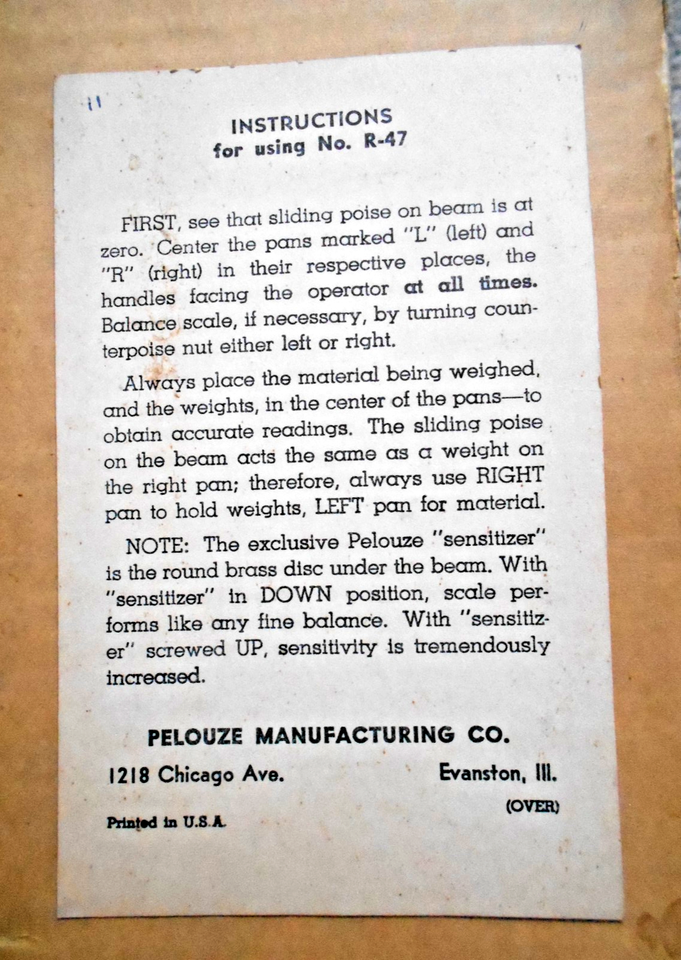 11
INSTRUCTIONS
for using No. R-47
FIRST, see that sliding poise on beam is at
zero. Center the pans marked "L" (left) and
"R" (right) in their respective places, the
handles facing the operator at all times.
Balance scale, if necessary, by turning coun-
terpoise nut either left or right.
Always place the material being weighed,
and the weights, in the center of the pans—to
obtain accurate readings. The sliding poise
on the beam acts the same as a weight on
the right pan; therefore, always use RIGHT
pan to hold weights, LEFT pan for material.
NOTE: The exclusive Pelouze "sensitizer"
is the round brass disc under the beam. With
"sensitizer" in DOWN position, scale per-
forms like any fine balance. With "sensitiz-
er" screwed UP, sensitivity is tremendously
increased.
PELOUZE MANUFACTURING CO.
1218 Chicago Ave. Evanston, Ill.
(OVER)
Printed in U.S.A.